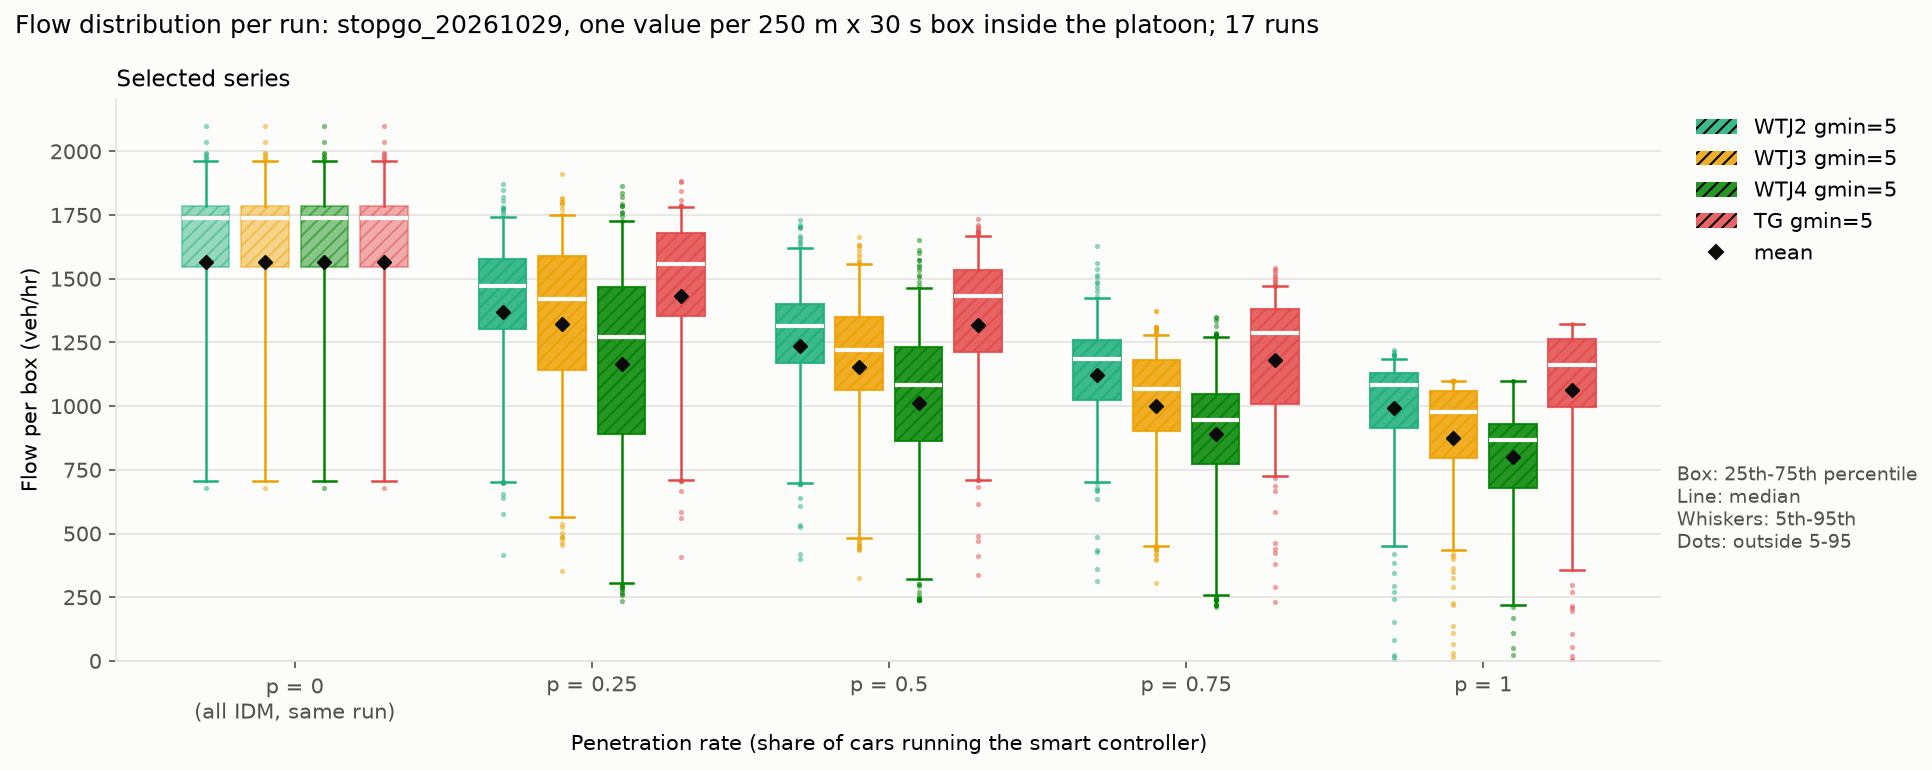 Flow distribution per run: stopgo_20261029, one value per 250 m x 30 s box inside the platoon; 17 runs
Selected series
Flow per box (veh/hr)
2000
1750
1500
1250
1000
750
500
250
0
p = 0
(all IDM, same run)
p = 0.25
p = 0.5
p = 0.75
p = 1
Penetration rate (share of cars running the smart controller)
WTJ2 gmin=5
WTJ3 gmin=5
WTJ4 gmin=5
TG gmin=5
mean
Box: 25th-75th percentile
Line: median
Whiskers: 5th-95th
Dots: outside 5-95